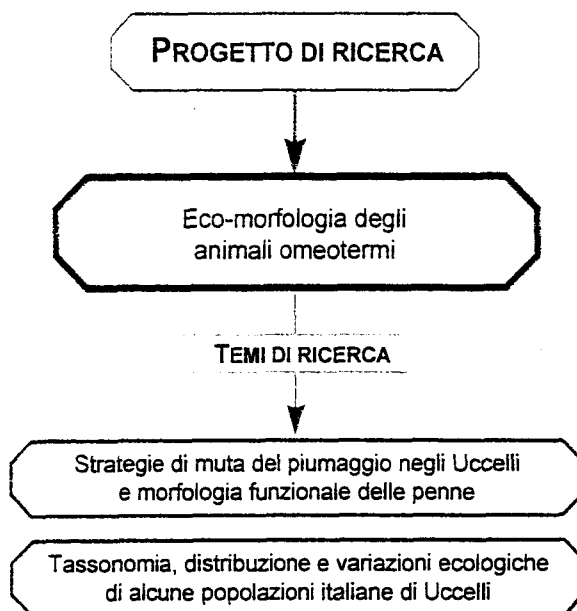 PROGETTO DI RICERCA
Eco-morfologia degli
animali omeotermi
TEMI DI RICERCA
Strategie di muta del piumaggio negli Uccelli
e morfologia funzionale delle penne
Tassonomia, distribuzione e variazioni ecologiche
di alcune popolazioni italiane di Uccelli